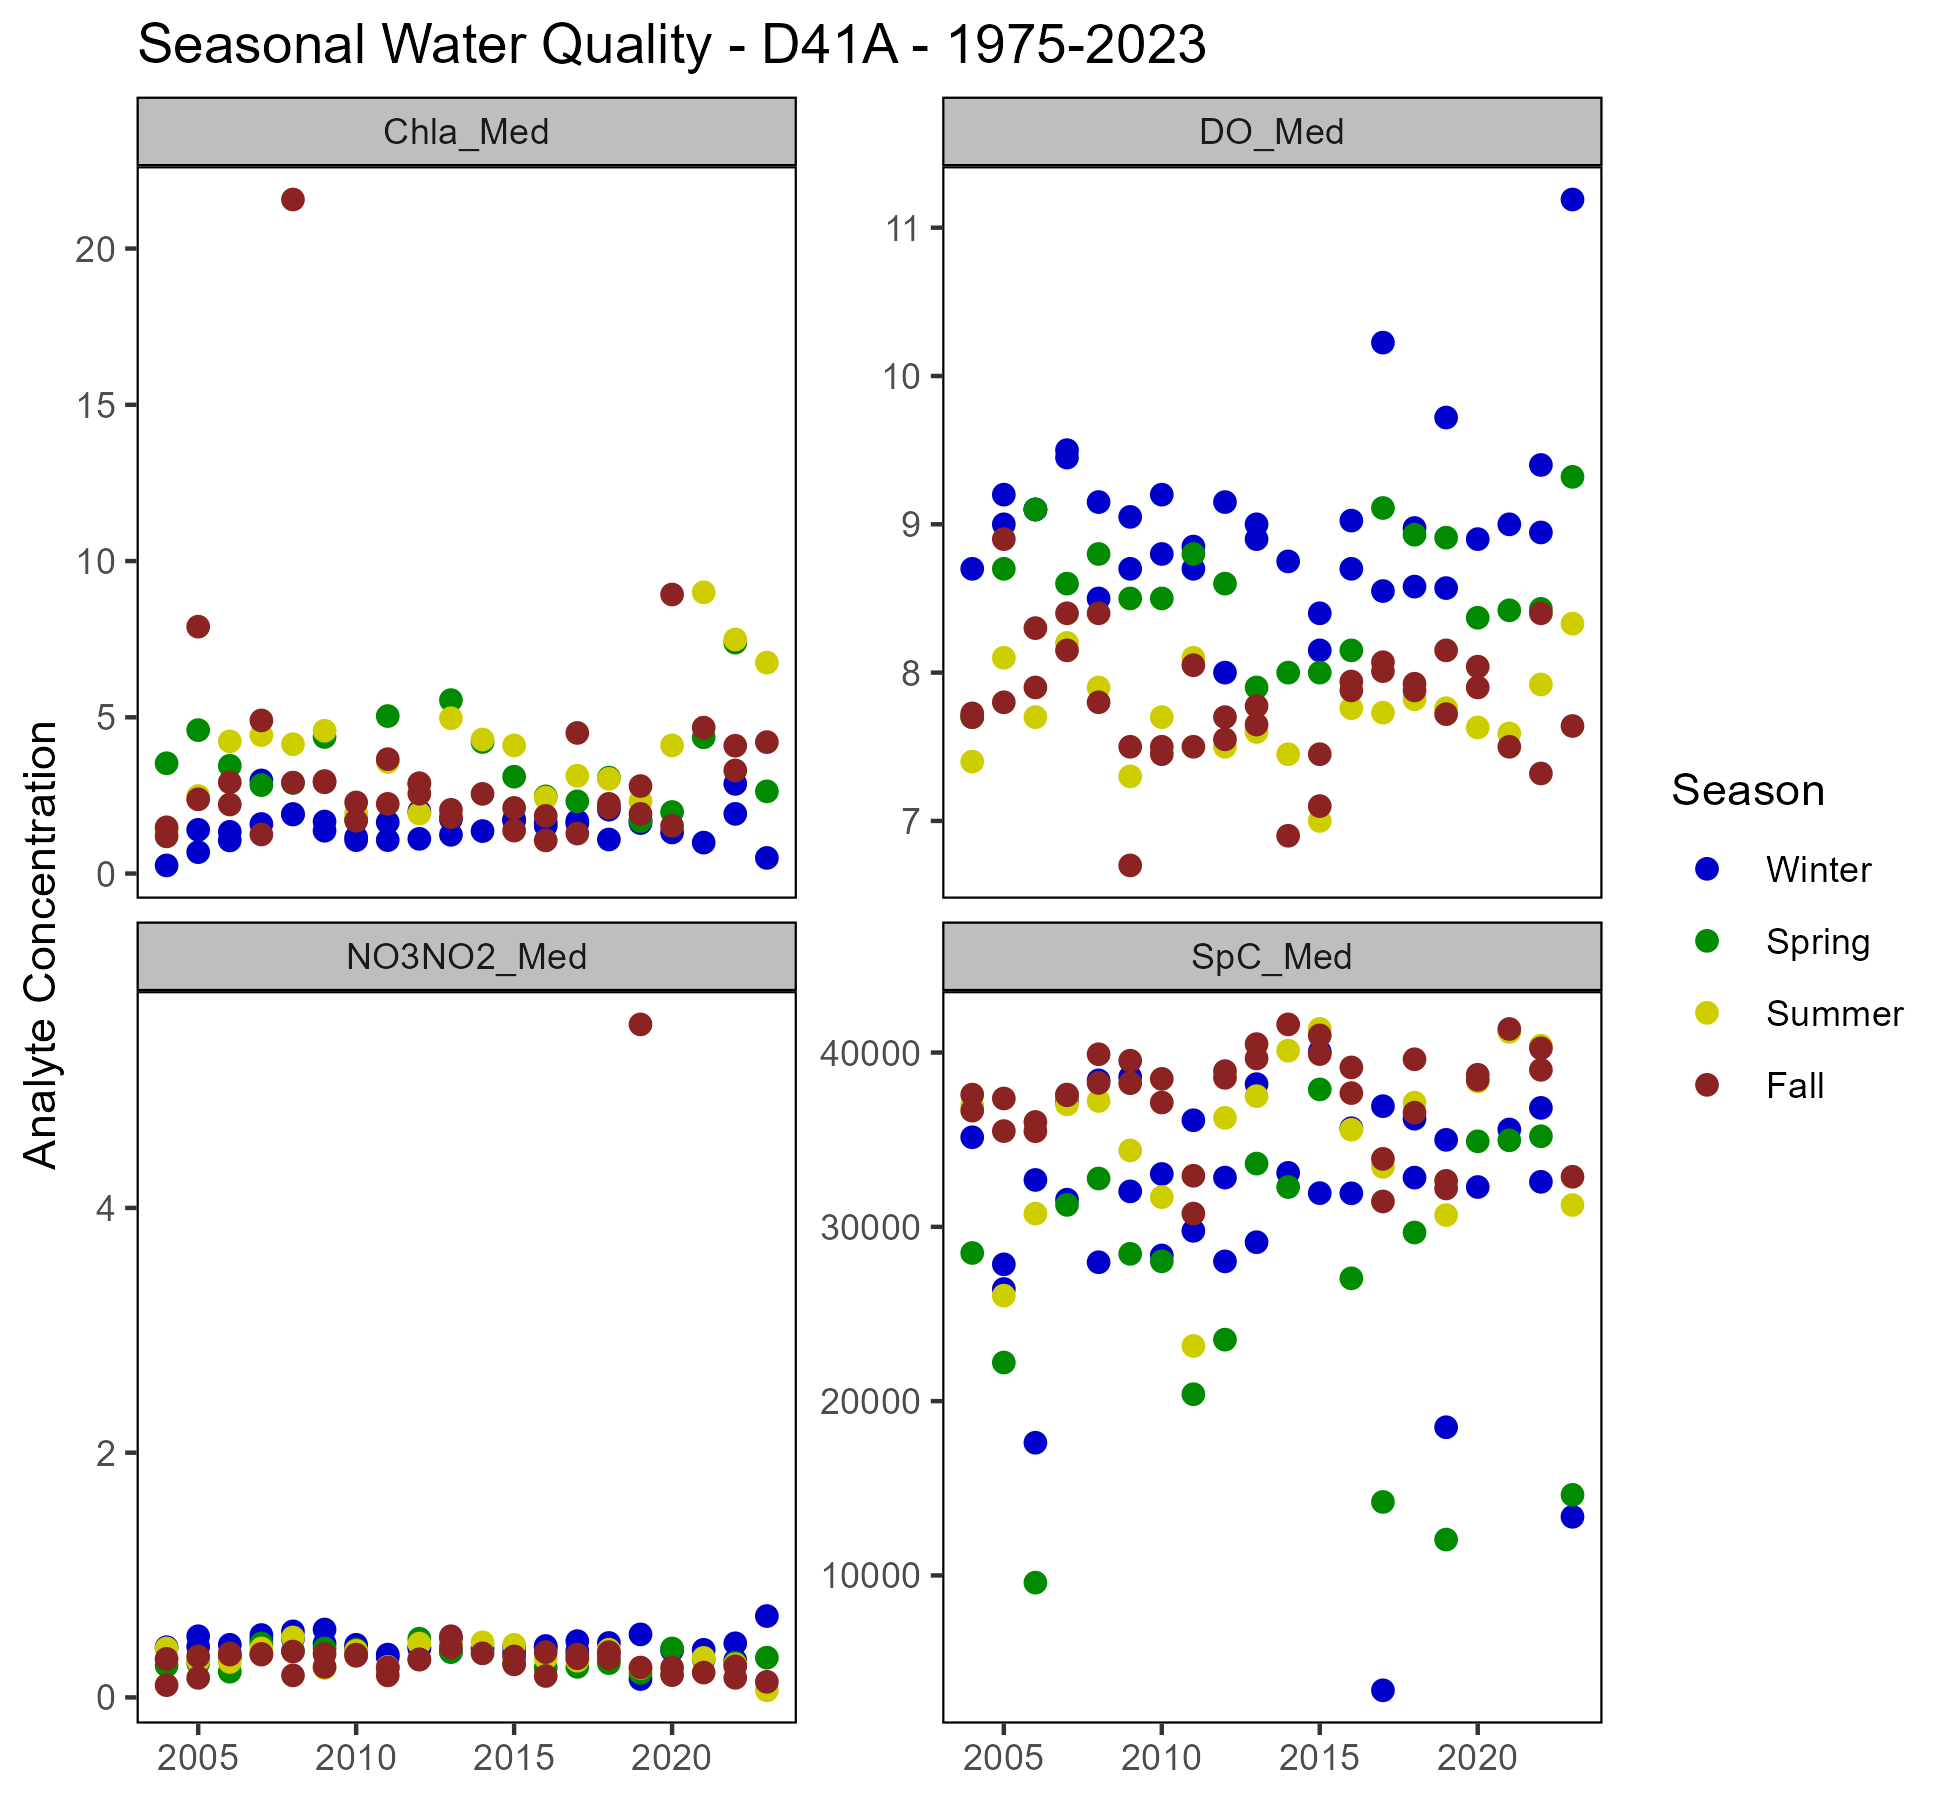 Seasonal Water Quality - D41A - 1975-2023
Chla_Med
DO_Med
20
15
10
5
0
11
10
9
8
7
Analyte Concentration
NO3NO2_Med
SpC_Med
4
2
0
40000
30000
20000
10000
2005 2010 2015 2020
2005 2010 2015 2020
Season
Winter
Spring
Summer
Fall